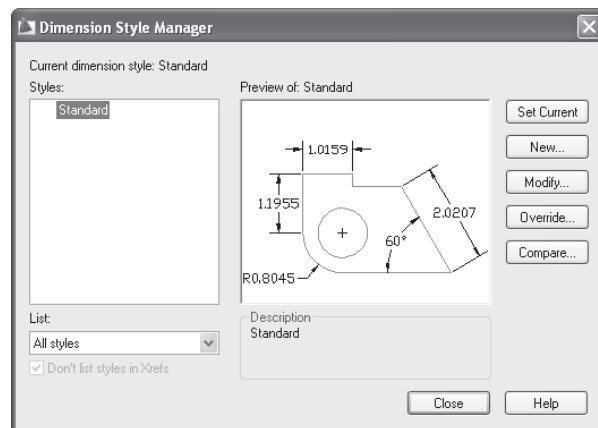 Dimension Style Manager
Current dimension style: Standard
Styles:
Standard
Preview of: Standard
1.0159
1.1955
2.0207
60°
R0.8045
Set Current
New...
Modify...
Override...
Compare...
List:
All styles
Don't list styles in Xrefs
Description
Standard
Close
Help